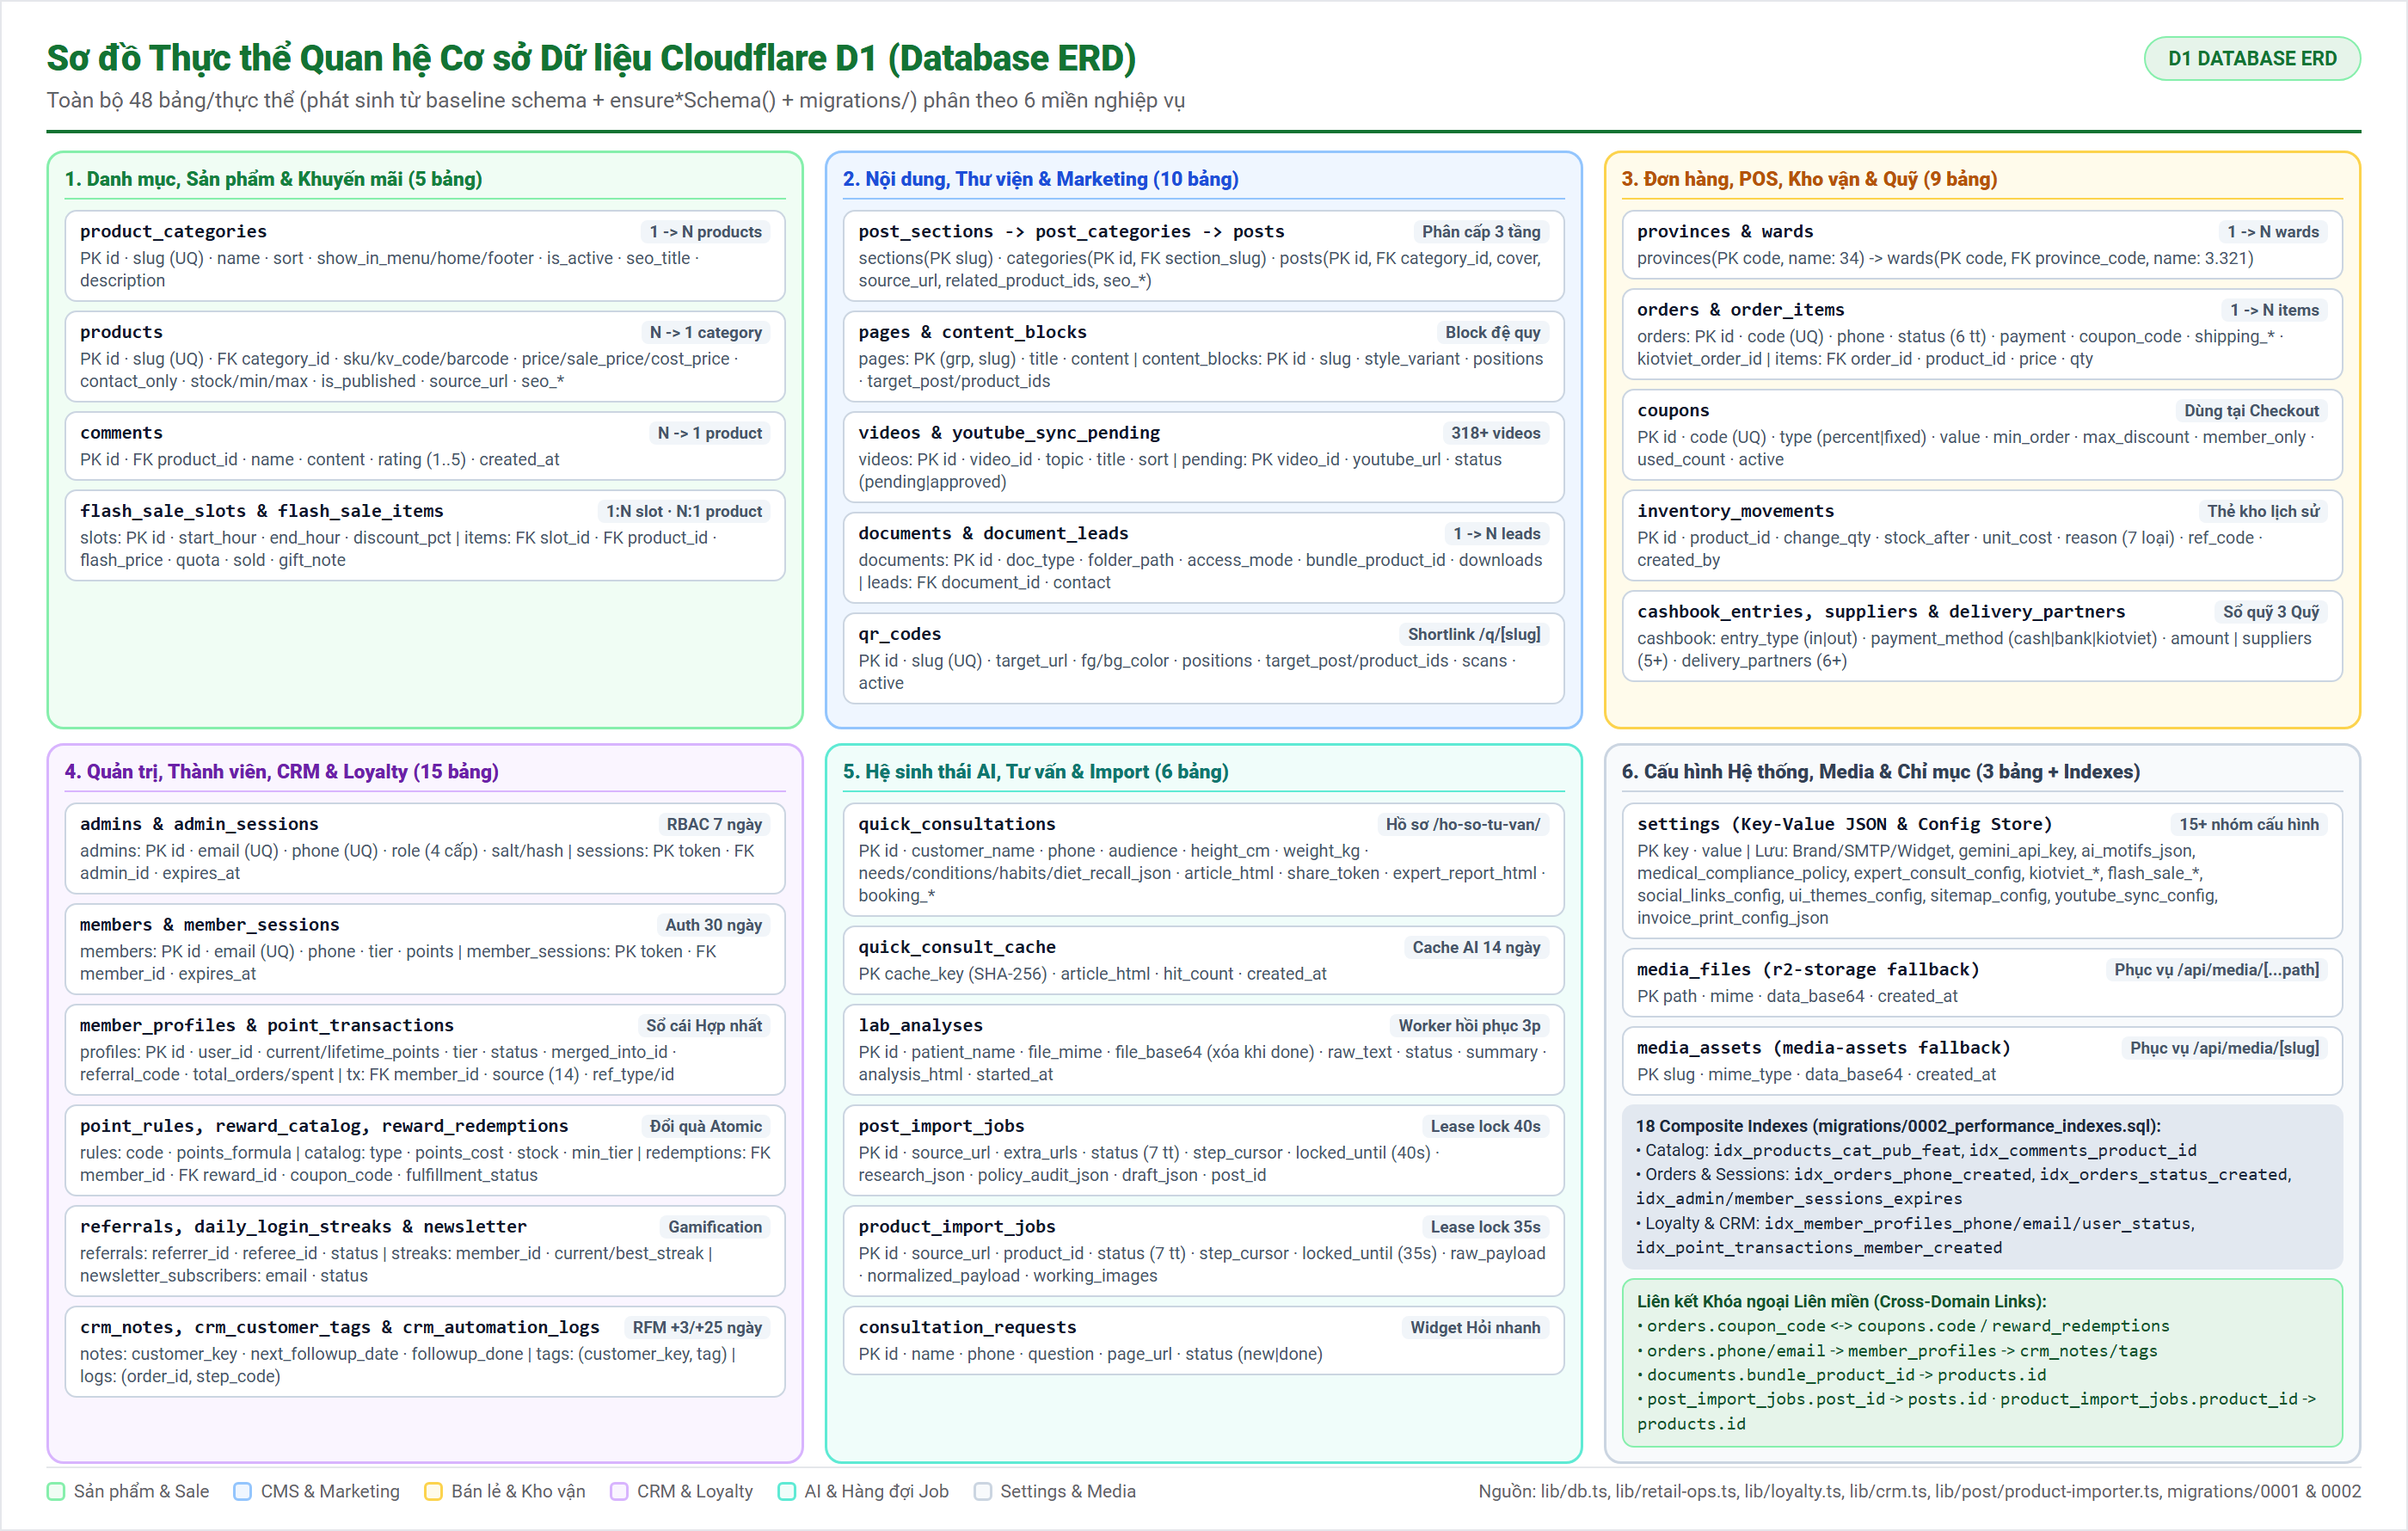 Sơ đồ Thực thể Quan hệ Cơ sở Dữ liệu Cloudflare D1 (Database ERD)
D1 DATABASE ERD
Toàn bộ 48 bảng/thực thể (phát sinh từ baseline schema + ensure*Schema() + migrations/) phân theo 6 miền nghiệp vụ
1. Danh mục, Sản phẩm & Khuyến mãi (5 bảng)
product_categories
1 -> N products
PK id · slug (UQ) · name · sort · show_in_menu/home/footer · is_active · seo_title ·
description
products
N -> 1 category
PK id · slug (UQ) · FK category_id · sku/kv_code/barcode · price/sale_price/cost_price ·
contact_only · stock/min/max · is_published · source_url · seo_*
comments
N -> 1 product
PK id · FK product_id · name · content · rating (1..5) · created_at
flash_sale_slots & flash_sale_items
1:N slot · N:1 product
slots: PK id · start_hour · end_hour · discount_pct | items: FK slot_id · FK product_id ·
flash_price · quota · sold · gift_note
2. Nội dung, Thư viện & Marketing (10 bảng)
post_sections -> post_categories -> posts
Phân cấp 3 tầng
sections(PK slug) · categories(PK id, FK section_slug) · posts(PK id, FK category_id, cover,
source_url, related_product_ids, seo_*)
pages & content_blocks
Block đệ quy
pages: PK (grp, slug) · title · content | content_blocks: PK id · slug · style_variant · positions
· target_post/product_ids
videos & youtube_sync_pending
318+ videos
videos: PK id · video_id · topic · title · sort | pending: PK video_id · youtube_url · status
(pending|approved)
documents & document_leads
1 -> N leads
documents: PK id · doc_type · folder_path · access_mode · bundle_product_id · downloads
| leads: FK document_id · contact
qr_codes
Shortlink /q/[slug]
PK id · slug (UQ) · target_url · fg/bg_color · positions · target_post/product_ids · scans ·
active
3. Đơn hàng, POS, Kho vận & Quỹ (9 bảng)
provinces & wards
1 -> N wards
provinces(PK code, name: 34) -> wards(PK code, FK province_code, name: 3.321)
orders & order_items
1 -> N items
orders: PK id · code (UQ) · phone · status (6 tt) · payment · coupon_code · shipping_* ·
kiotviet_order_id | items: FK order_id · product_id · price · qty
coupons
Dùng tại Checkout
PK id · code (UQ) · type (percent|fixed) · value · min_order · max_discount · member_only ·
used_count · active
inventory_movements
Thẻ kho lịch sử
PK id · product_id · change_qty · stock_after · unit_cost · reason (7 loại) · ref_code ·
created_by
cashbook_entries, suppliers & delivery_partners
Sổ quỹ 3 Quỹ
cashbook: entry_type (in|out) · payment_method (cash|bank|kiotviet) · amount | suppliers
(5+) · delivery_partners (6+)
4. Quản trị, Thành viên, CRM & Loyalty (15 bảng)
admins & admin_sessions
RBAC 7 ngày
admins: PK id · email (UQ) · phone (UQ) · role (4 cấp) · salt/hash | sessions: PK token · FK
admin_id · expires_at
members & member_sessions
Auth 30 ngày
members: PK id · email (UQ) · phone · tier · points | member_sessions: PK token · FK
member_id · expires_at
member_profiles & point_transactions
Sổ cái Hợp nhất
profiles: PK id · user_id · current/lifetime_points · tier · status · merged_into_id ·
referral_code · total_orders/spent | tx: FK member_id · source (14) · ref_type/id
point_rules, reward_catalog, reward_redemptions
Đổi quà Atomic
rules: code · points_formula | catalog: type · points_cost · stock · min_tier | redemptions: FK
member_id · FK reward_id · coupon_code · fulfillment_status
referrals, daily_login_streaks & newsletter
Gamification
referrals: referrer_id · referee_id · status | streaks: member_id · current/best_streak |
newsletter_subscribers: email · status
crm_notes, crm_customer_tags & crm_automation_logs
RFM +3/+25 ngày
notes: customer_key · next_followup_date · followup_done | tags: (customer_key, tag) |
logs: (order_id, step_code)
5. Hệ sinh thái AI, Tư vấn & Import (6 bảng)
quick_consultations
Hồ sơ /ho-so-tu-van/
PK id · customer_name · phone · audience · height_cm · weight_kg ·
needs/conditions/habits/diet_recall_json · article_html · share_token · expert_report_html ·
booking_*
quick_consult_cache
Cache AI 14 ngày
PK cache_key (SHA-256) · article_html · hit_count · created_at
lab_analyses
Worker hồi phục 3p
PK id · patient_name · file_mime · file_base64 (xóa khi done) · raw_text · status · summary ·
analysis_html · started_at
post_import_jobs
Lease lock 40s
PK id · source_url · extra_urls · status (7 tt) · step_cursor · locked_until (40s) ·
research_json · policy_audit_json · draft_json · post_id
product_import_jobs
Lease lock 35s
PK id · source_url · product_id · status (7 tt) · step_cursor · locked_until (35s) · raw_payload
· normalized_payload · working_images
consultation_requests
Widget Hỏi nhanh
PK id · name · phone · question · page_url · status (new|done)
6. Cấu hình Hệ thống, Media & Chỉ mục (3 bảng + Indexes)
settings (Key-Value JSON & Config Store)
15+ nhóm cấu hình
PK key · value | Lưu: Brand/SMTP/Widget, gemini_api_key, ai_motifs_json,
medical_compliance_policy, expert_consult_config, kiotviet_*, flash_sale_*,
social_links_config, ui_themes_config, sitemap_config, youtube_sync_config,
invoice_print_config_json
media_files (r2-storage fallback)
Phục vụ /api/media/[...path]
PK path · mime · data_base64 · created_at
media_assets (media-assets fallback)
Phục vụ /api/media/[slug]
PK slug · mime_type · data_base64 · created_at
18 Composite Indexes (migrations/0002_performance_indexes.sql):
• Catalog: idx_products_cat_pub_feat, idx_comments_product_id
• Orders & Sessions: idx_orders_phone_created, idx_orders_status_created,
idx_admin/member_sessions_expires
• Loyalty & CRM: idx_member_profiles_phone/email/user_status,
idx_point_transactions_member_created
Liên kết Khóa ngoại Liên miền (Cross-Domain Links):
• orders.coupon_code <-> coupons.code / reward_redemptions
• orders.phone/email -> member_profiles -> crm_notes/tags
• documents.bundle_product_id -> products.id
• post_import_jobs.post_id -> posts.id · product_import_jobs.product_id ->
products.id
Sản phẩm & Sale
CMS & Marketing
Bán lẻ & Kho vận
CRM & Loyalty
AI & Hàng đợi Job
Settings & Media
Nguồn: lib/db.ts, lib/retail-ops.ts, lib/loyalty.ts, lib/crm.ts, lib/post/product-importer.ts, migrations/0001 & 0002